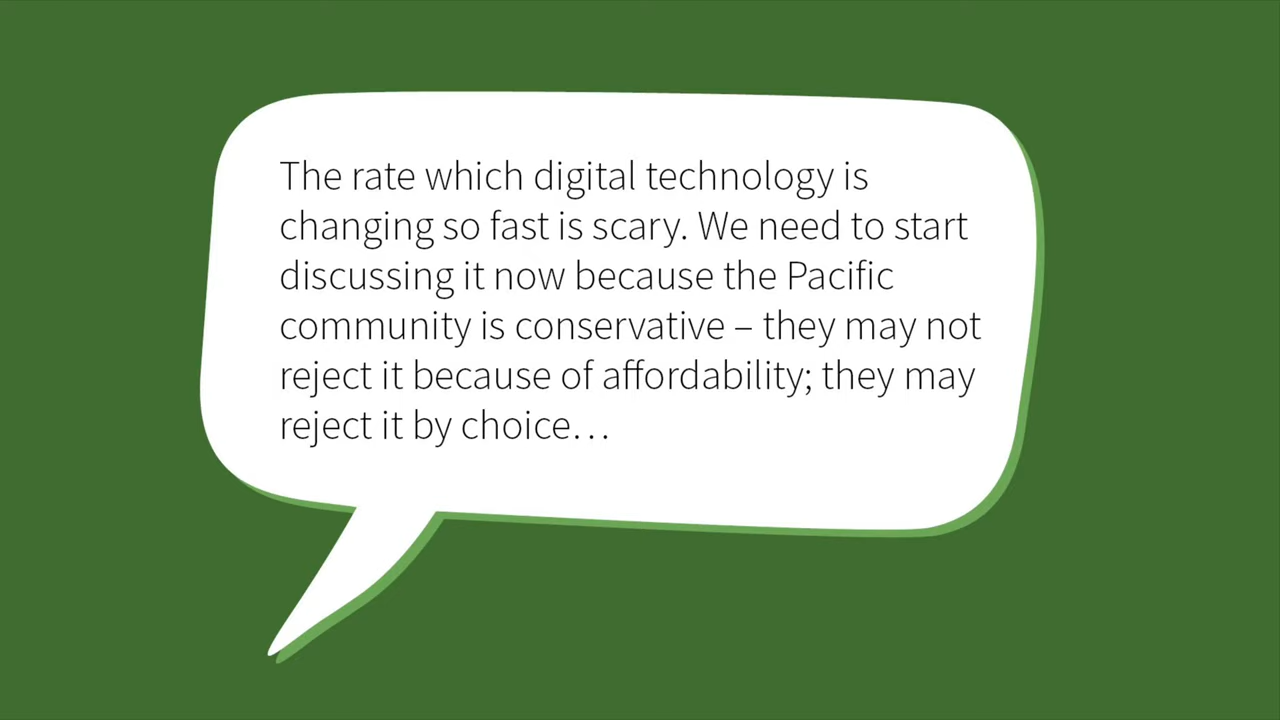 The rate which digital technology is
changing so fast is scary. We need to start
discussing it now because the Pacific
community is conservative – they may not
reject it because of affordability; they may
reject it by choice…